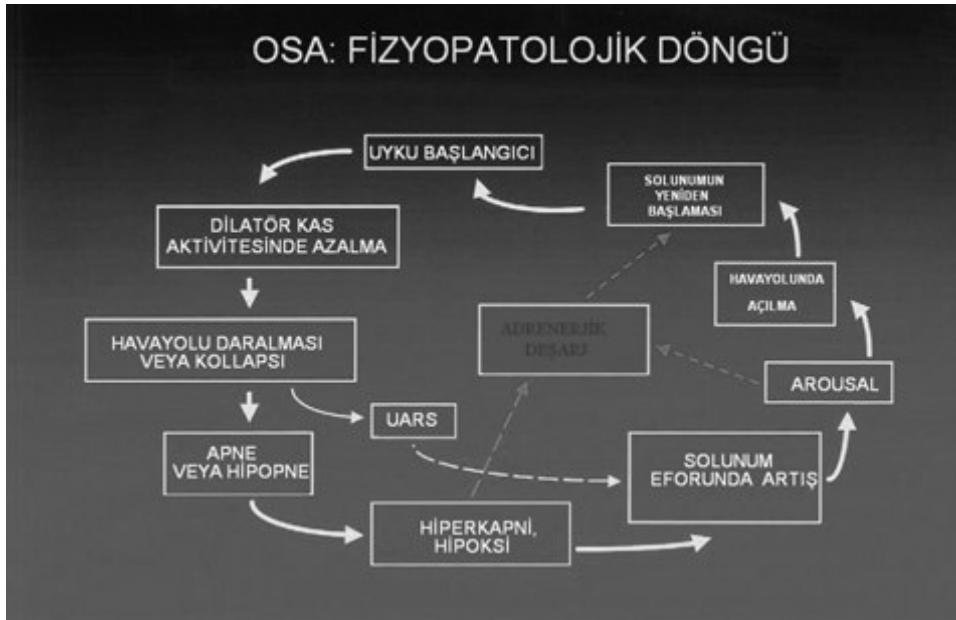 OSA: FİZYOPATOLOJİK DÖNGÜ
UYKU BAŞLANGICI
DİLATÖR KAS
AKTİVİTESİNDE AZALMA
HAVAYOLU DARALMASI
VEYA KOLLAPSI
APNE
VEYA HİPOPNE
UARS
HİPERKAPNİ,
HİPOKSİ
SOLUNUM
EFORUNDA ARTIŞ
AROUSAL
HAVAYOLUNDA
AÇILMA
SOLUNUMUN
YENİDEN
BAŞLAMASI
ADRENERJİK
DEŞARJ